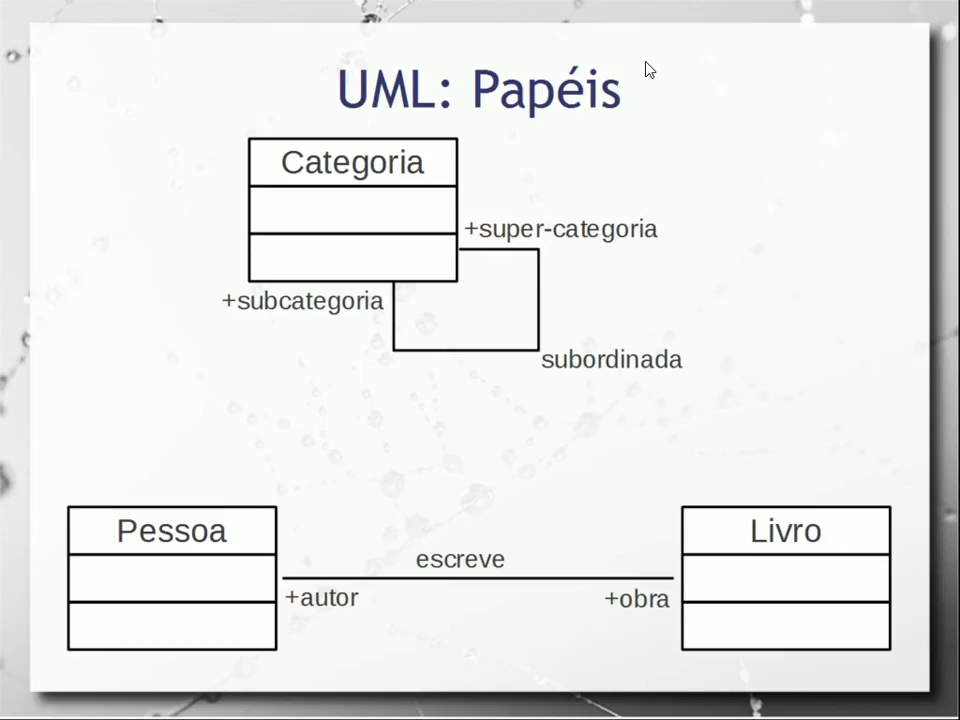 UML: Papéis
Categoria
+super-categoria
+subcategoria
subordinada
Pessoa
Livro
escreve
+autor
+obra